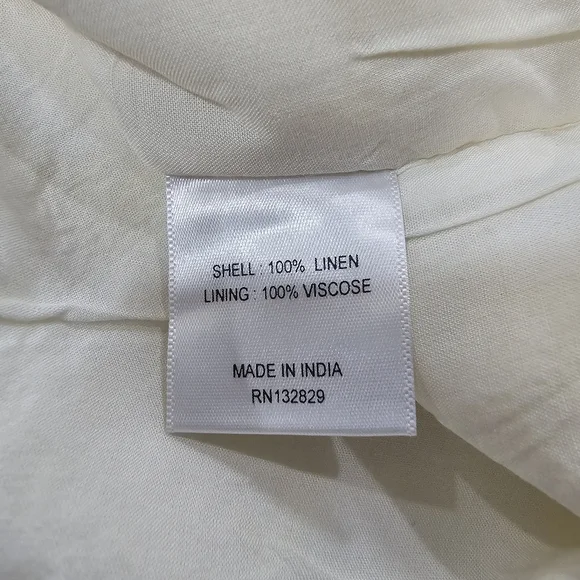 SHELL : 100% LINEN
LINING : 100% VISCOSE
MADE IN INDIA
RN132829